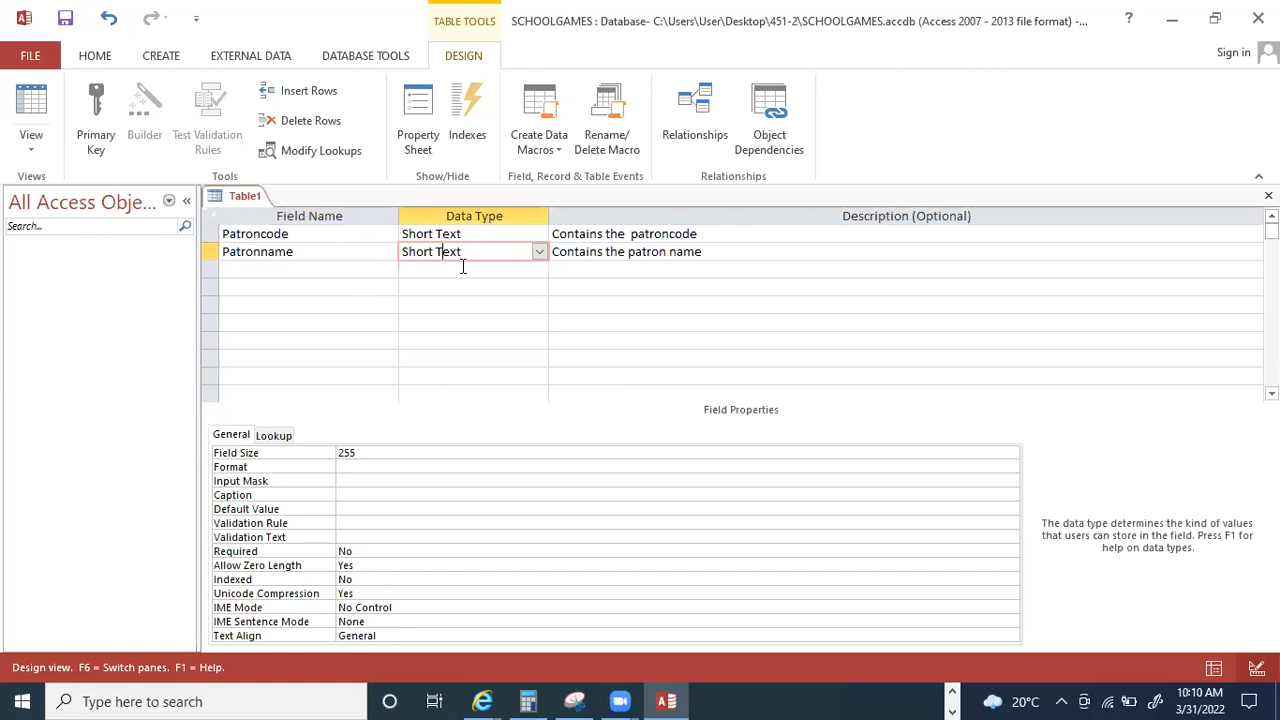 TABLE TOOLS
SCHOOLGAMES : Database- C:\Users\User\Desktop\451-2\SCHOOLGAMES.accdb (Access 2007 - 2013 file format) -...
?
Sign in
FILE
HOME
CREATE
EXTERNAL DATA
DATABASE TOOLS
DESIGN
View
Primary Key
Builder
Test Validation Rules
Insert Rows
Delete Rows
Modify Lookups
Property Sheet
Indexes
Create Data Macros
Rename/ Delete Macro
Relationships
Object Dependencies
Views
Tools
Show/Hide
Field, Record & Table Events
Relationships
All Access Obje...
Search...
Table1
Field Name Data Type Description (Optional)
Patroncode Short Text Contains the  patroncode
Patronname Short Text Contains the patron name
Field Properties
General Lookup
Field Size 255
Format
Input Mask
Caption
Default Value
Validation Rule
Validation Text
Required No
Allow Zero Length Yes
Indexed No
Unicode Compression Yes
IME Mode No Control
IME Sentence Mode None
Text Align General
The data type determines the kind of values
that users can store in the field. Press F1 for
help on data types.
Design view.  F6 = Switch panes.  F1 = Help.
Type here to search
20°C
10:10 AM
3/31/2022